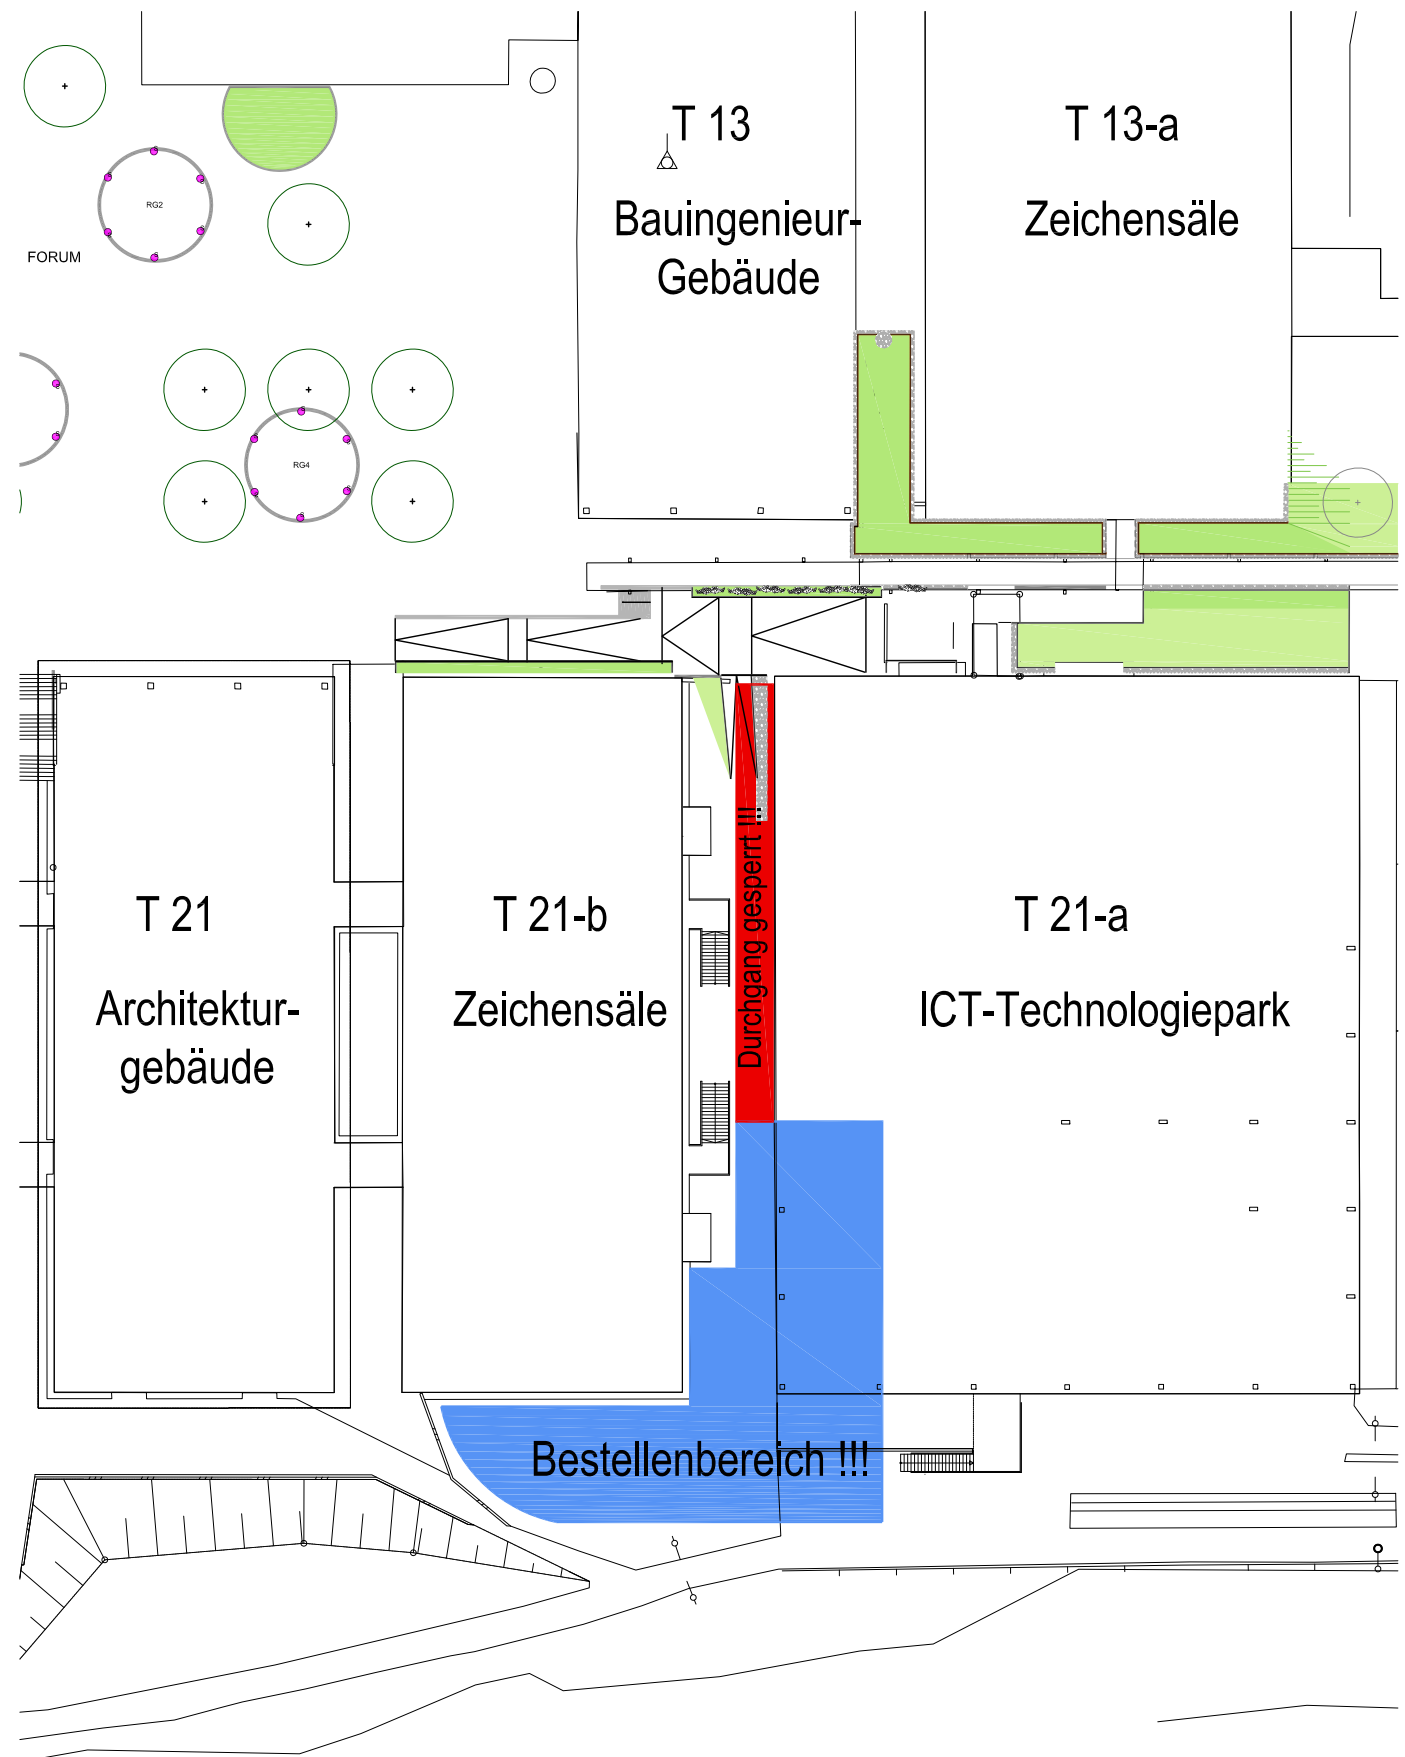 T 13
Bauingenieur-
Gebäude
T 13-a
Zeichensäle
RG2
FORUM
RG4
T 21
Architektur-
gebäude
T 21-b
Zeichensäle
Durchgang gesperrt !!!
T 21-a
ICT-Technologiepark
Bestellenbereich !!!